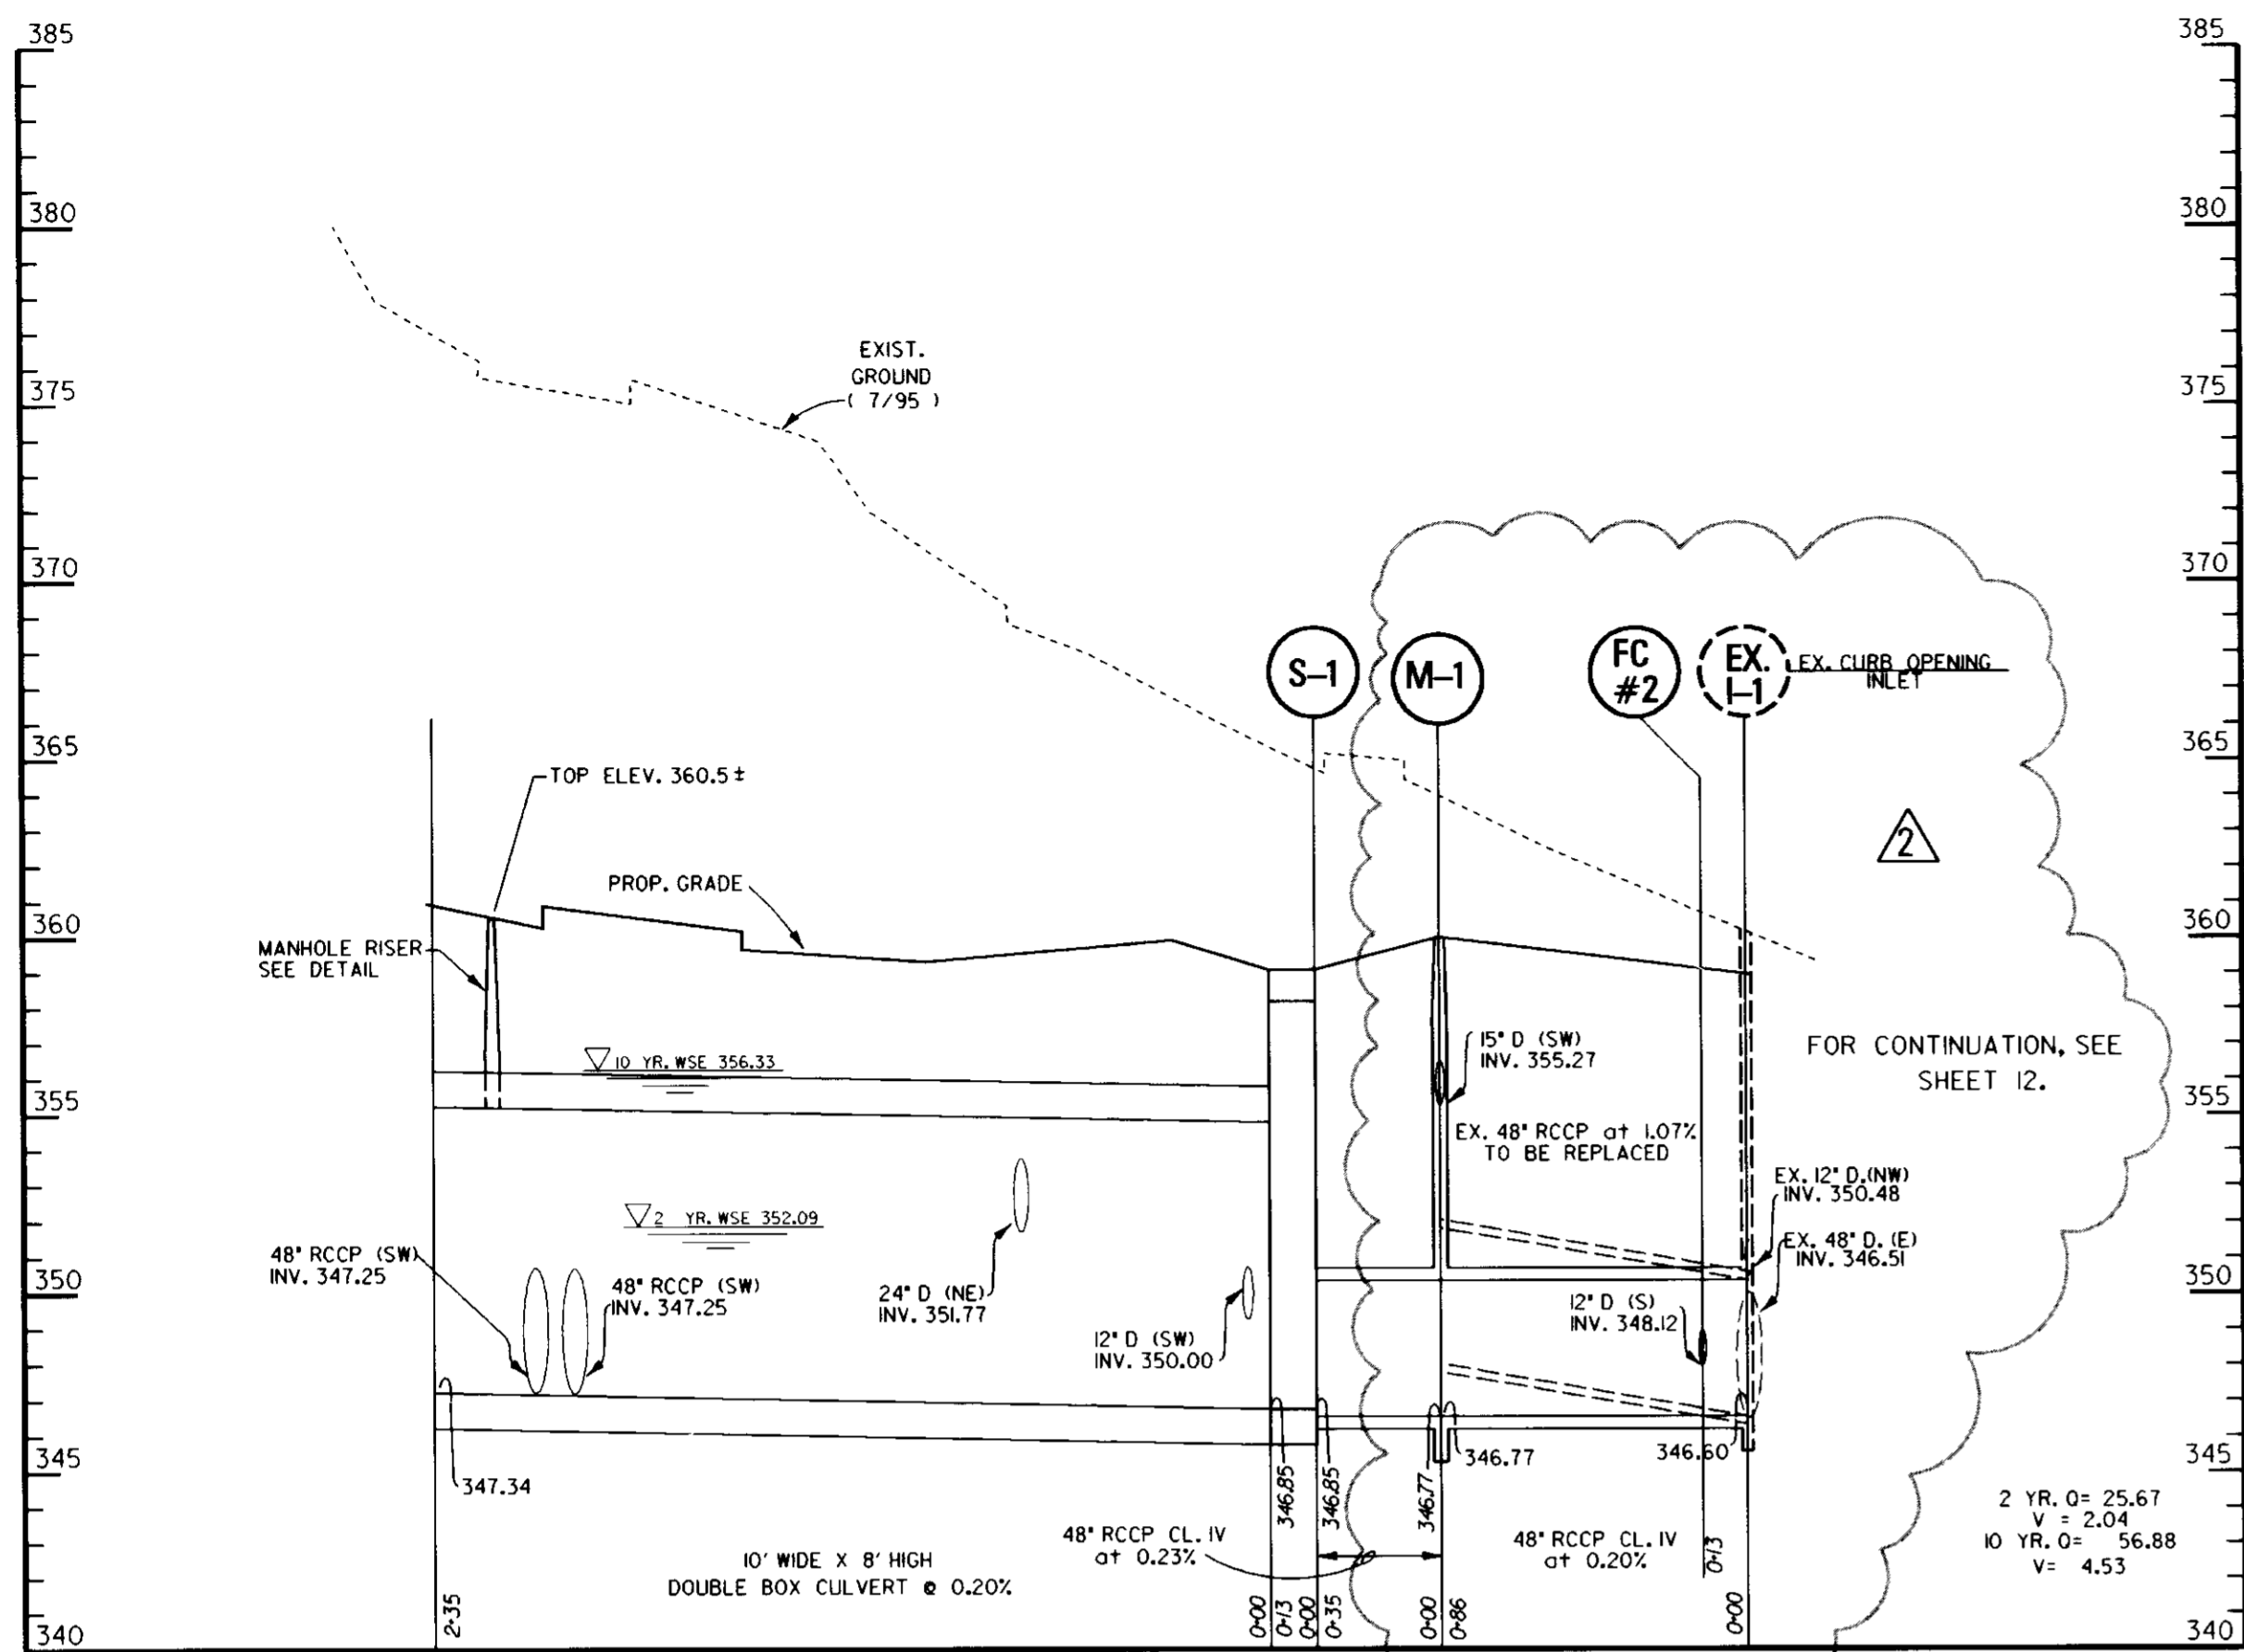 385
385
380
380
EXIST.
GROUND
( 7/95 )
375
375
370
370
S-1
M-1
FC
#2
EX.
I-1
EX. CURB OPENING
INLET
365
365
TOP ELEV. 360.5 ±
2
PROP. GRADE
360
360
MANHOLE RISER
SEE DETAIL
10 YR. WSE 356.33
15" D (SW)
INV. 355.27
FOR CONTINUATION, SEE
SHEET 12.
355
355
EX. 48" RCCP at 1.07%
TO BE REPLACED
EX. 12" D.(NW)
INV. 350.48
2 YR. WSE 352.09
EX. 48" D. (E)
INV. 346.51
48" RCCP (SW)
INV. 347.25
48" RCCP (SW)
INV. 347.25
24" D (NE)
INV. 351.77
350
350
12" D (S)
INV. 348.12
12" D (SW)
INV. 350.00
345
345
347.34
346.85
346.85
346.77
346.77
346.60
2 YR. Q= 25.67
V = 2.04
10 YR. Q= 56.88
V= 4.53
48" RCCP CL. IV
at 0.23%
48" RCCP CL. IV
at 0.20%
0+13
10' WIDE X 8' HIGH
DOUBLE BOX CULVERT @ 0.20%
2+35
0+00
0+13
0+00
0+35
0+00
0+86
0+00
340
340